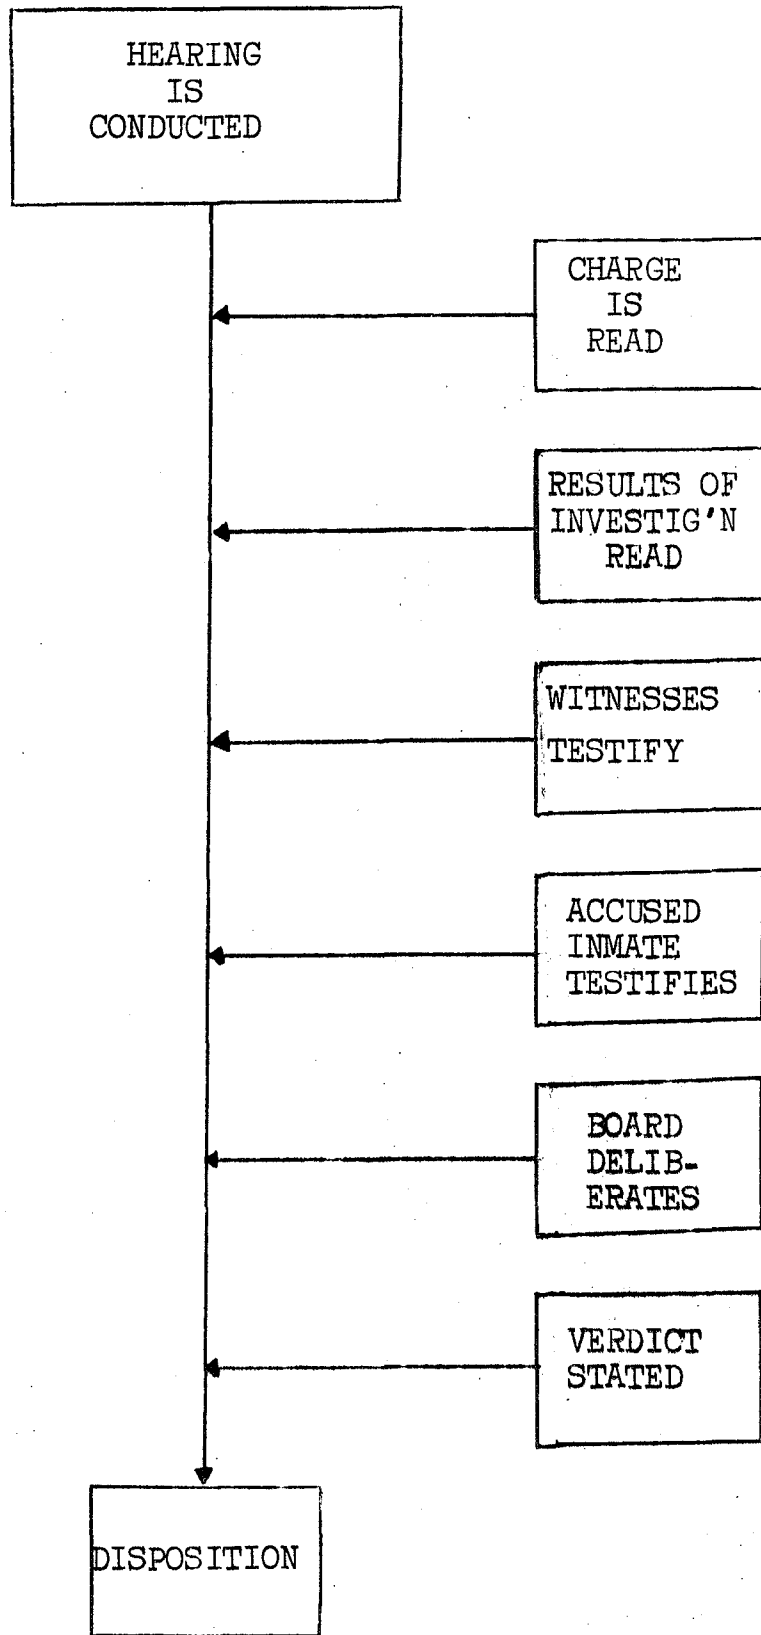 HEARING
IS
CONDUCTED
CHARGE
IS
READ
RESULTS OF
INVESTIG'N
READ
WITNESSES
TESTIFY
ACCUSED
INMATE
TESTIFIES
BOARD
DELIB-
ERATES
VERDICT
STATED
DISPOSITION